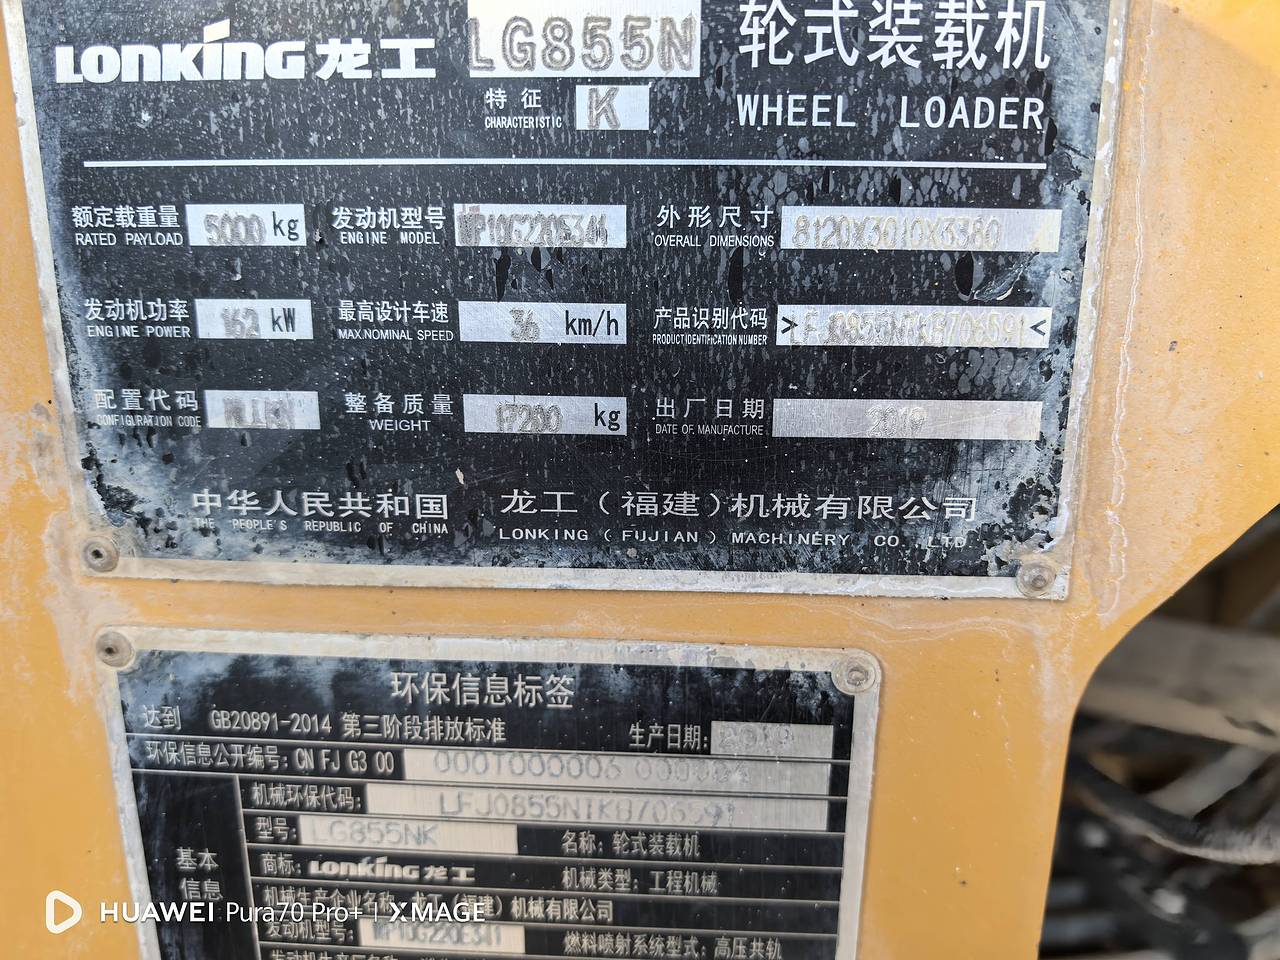 LONKING 龙工 LG855N 轮式装载机
特征 CHARACTERISTIC K WHEEL LOADER
额定载重量 RATED PAYLOAD 5000 kg 发动机型号 ENGINE MODEL WP10G220E341 外形尺寸 OVERALL DIMENSIONS 8120X3010X3380
发动机功率 ENGINE POWER 162 kW 最高设计车速 MAX.NOMINAL SPEED 36 km/h 产品识别代码 PRODUCT IDENTIFICATION NUMBER
配置代码 CONFIGURATION CODE 整备质量 WEIGHT 17200 kg 出厂日期 DATE OF MANUFACTURE 2019
中华人民共和国 龙工（福建）机械有限公司
THE PEOPLE'S REPUBLIC OF CHINA LONKING ( FUJIAN ) MACHINERY CO .,LTD
环保信息标签
达到 GB20891-2014 第三阶段排放标准 生产日期: 2019
环保信息公开编号: CN FJ G3 00
机械环保代码:
型号: LG855NK 名称: 轮式装载机
基本信息
商标: LONKING 龙工 机械类型: 工程机械
机械生产企业名称: 龙工（福建）机械有限公司
发动机型号: WP10G220E341 燃料喷射系统型式: 高压共轨
HUAWEI Pura70 Pro+ | XMAGE